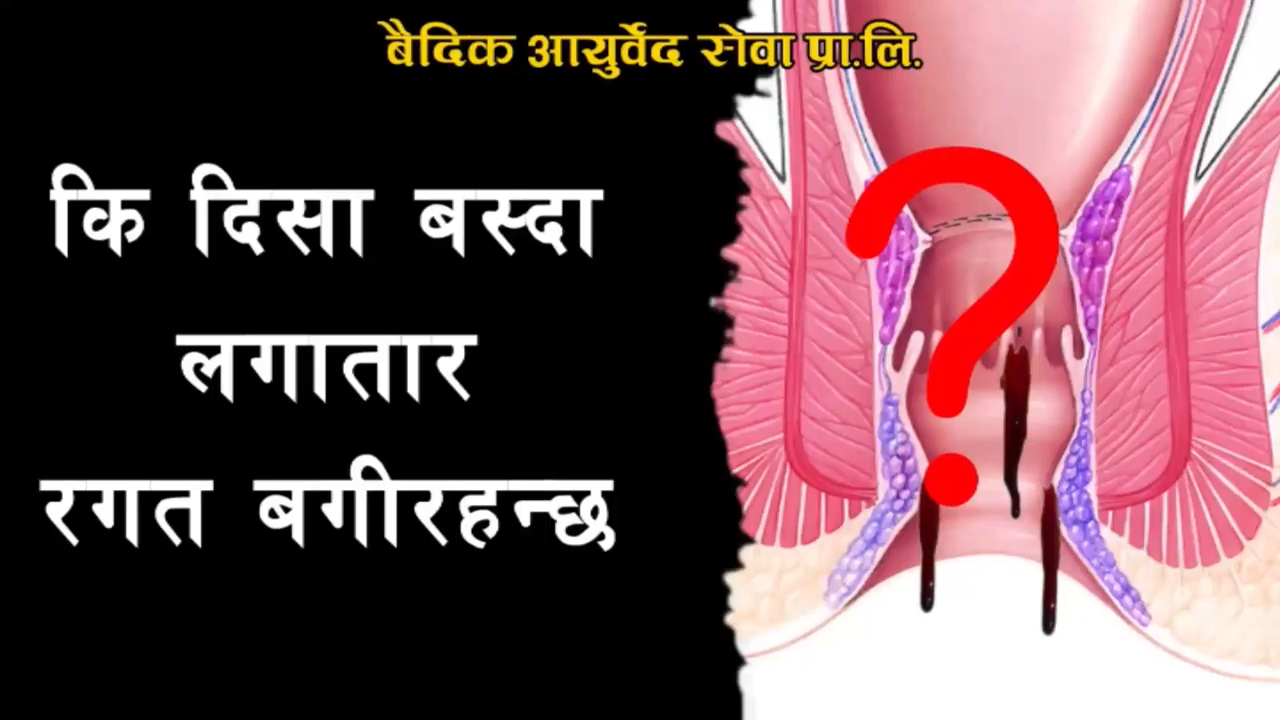 बैदिक आयुर्वेद सेवा प्रा.लि.
कि दिसा बस्दा
लगातार
रगत बगीरहन्छ
?